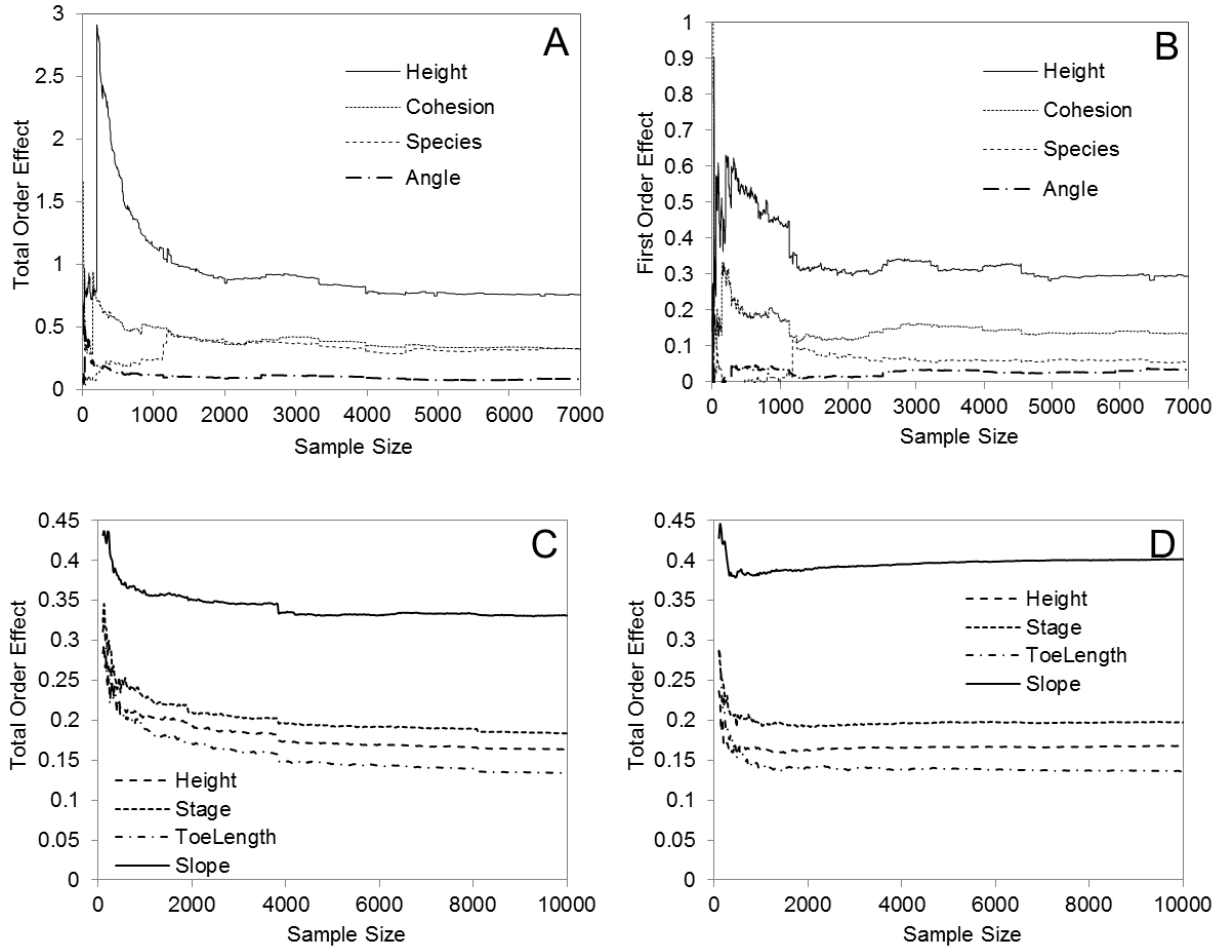 A
Total Order Effect
3
2.5
2
1.5
1
0.5
0
Height
Cohesion
Species
Angle
0 1000 2000 3000 4000 5000 6000 7000
Sample Size
B
First Order Effect
1
0.9
0.8
0.7
0.6
0.5
0.4
0.3
0.2
0.1
0
Height
Cohesion
Species
Angle
0 1000 2000 3000 4000 5000 6000 7000
Sample Size
C
Total Order Effect
0.45
0.4
0.35
0.3
0.25
0.2
0.15
0.1
0.05
0
Height
Stage
ToeLength
Slope
0 2000 4000 6000 8000 10000
Sample Size
D
Total Order Effect
0.45
0.4
0.35
0.3
0.25
0.2
0.15
0.1
0.05
0
Height
Stage
ToeLength
Slope
0 2000 4000 6000 8000 10000
Sample Size